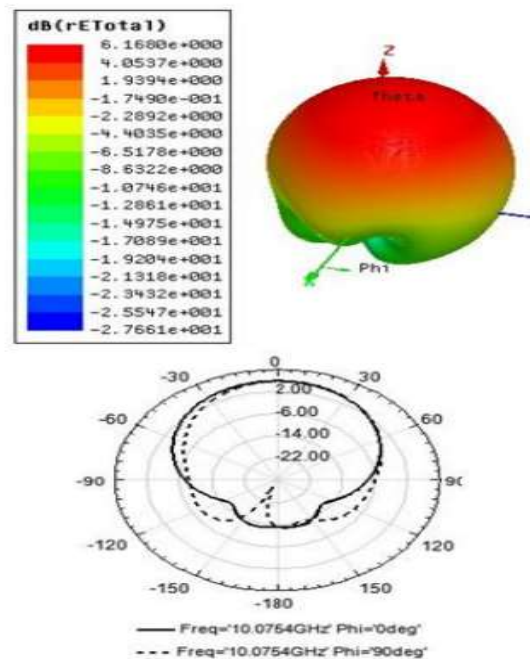 dB(rETotal)
6.1680e+000
4.0537e+000
1.9394e+000
-1.7490e-001
-2.2892e+000
-4.4035e+000
-6.5178e+000
-8.6322e+000
-1.0746e+001
-1.2861e+001
-1.4975e+001
-1.7089e+001
-1.9204e+001
-2.1318e+001
-2.3432e+001
-2.5547e+001
-2.7661e+001
Z
Theta
Phi
X
0
-30
30
2.00
-60
60
-6.00
-14.00
-22.00
-90
90
-120
120
-150
150
-180
Freq='10.0754GHz' Phi='0deg'
Freq='10.0754GHz' Phi='90deg'